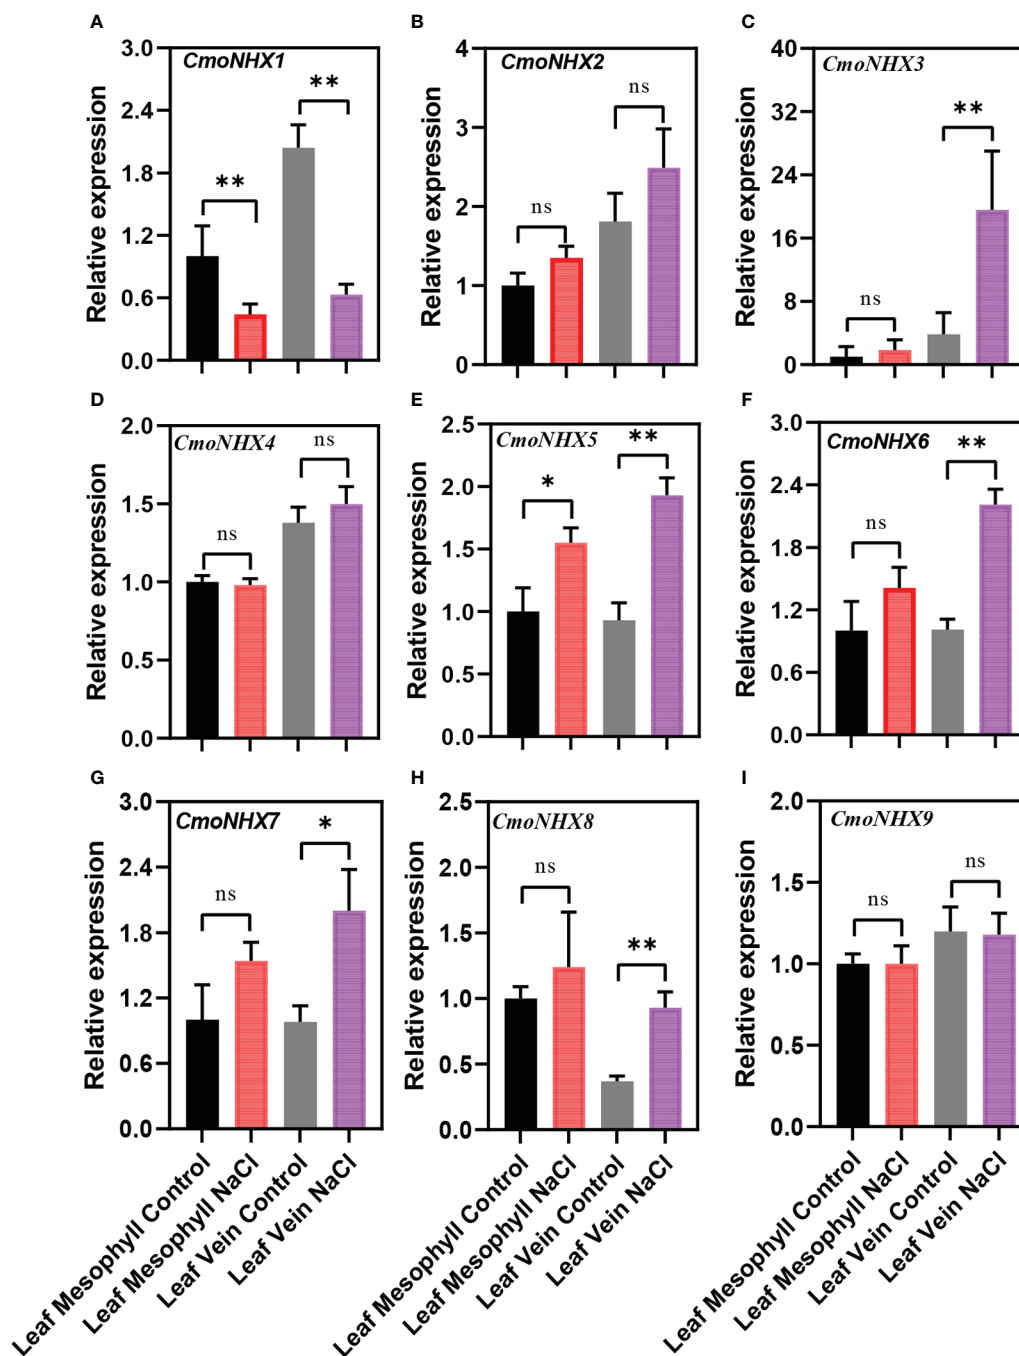 A
CmoNHX1
Relative expression
3.0
2.4
1.8
1.2
0.6
0.0
**
**
B
CmoNHX2
Relative expression
4
3
2
1
0
ns
ns
C
CmoNHX3
Relative expression
40
32
24
16
8
0
ns
**
D
CmoNHX4
Relative expression
2.0
1.5
1.0
0.5
0.0
ns
ns
E
CmoNHX5
Relative expression
2.5
2.0
1.5
1.0
0.5
0.0
*
**
F
CmoNHX6
Relative expression
3.0
2.4
1.8
1.2
0.6
0.0
ns
**
G
CmoNHX7
Relative expression
3.0
2.4
1.8
1.2
0.6
0.0
ns
*
Leaf Mesophyll Control
Leaf Mesophyll NaCl
Leaf Vein Control
Leaf Vein NaCl
H
CmoNHX8
Relative expression
2.5
2.0
1.5
1.0
0.5
0.0
ns
**
Leaf Mesophyll Control
Leaf Mesophyll NaCl
Leaf Vein Control
Leaf Vein NaCl
I
CmoNHX9
Relative expression
2.0
1.5
1.0
0.5
0.0
ns
ns
Leaf Mesophyll Control
Leaf Mesophyll NaCl
Leaf Vein Control
Leaf Vein NaCl